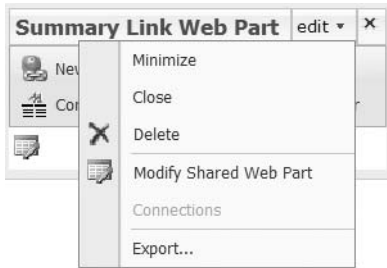 Summary Link Web Part edit ×
Minimize
Close
Delete
Modify Shared Web Part
Connections
Export...